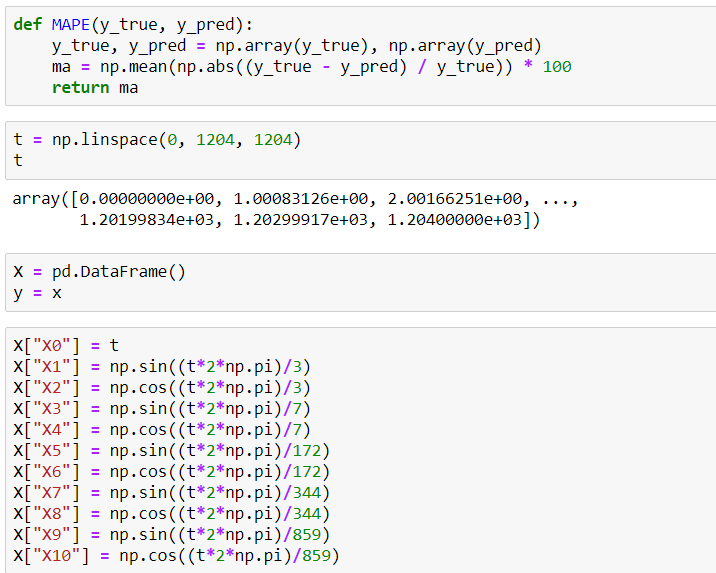 def MAPE(y_true, y_pred):
    y_true, y_pred = np.array(y_true), np.array(y_pred)
    ma = np.mean(np.abs((y_true - y_pred) / y_true)) * 100
    return ma
t = np.linspace(0, 1204, 1204)
t
array([0.00000000e+00, 1.00083126e+00, 2.00166251e+00, ...,
       1.20199834e+03, 1.20299917e+03, 1.20400000e+03])
X = pd.DataFrame()
y = x
X["X0"] = t
X["X1"] = np.sin((t*2*np.pi)/3)
X["X2"] = np.cos((t*2*np.pi)/3)
X["X3"] = np.sin((t*2*np.pi)/7)
X["X4"] = np.cos((t*2*np.pi)/7)
X["X5"] = np.sin((t*2*np.pi)/172)
X["X6"] = np.cos((t*2*np.pi)/172)
X["X7"] = np.sin((t*2*np.pi)/344)
X["X8"] = np.cos((t*2*np.pi)/344)
X["X9"] = np.sin((t*2*np.pi)/859)
X["X10"] = np.cos((t*2*np.pi)/859)